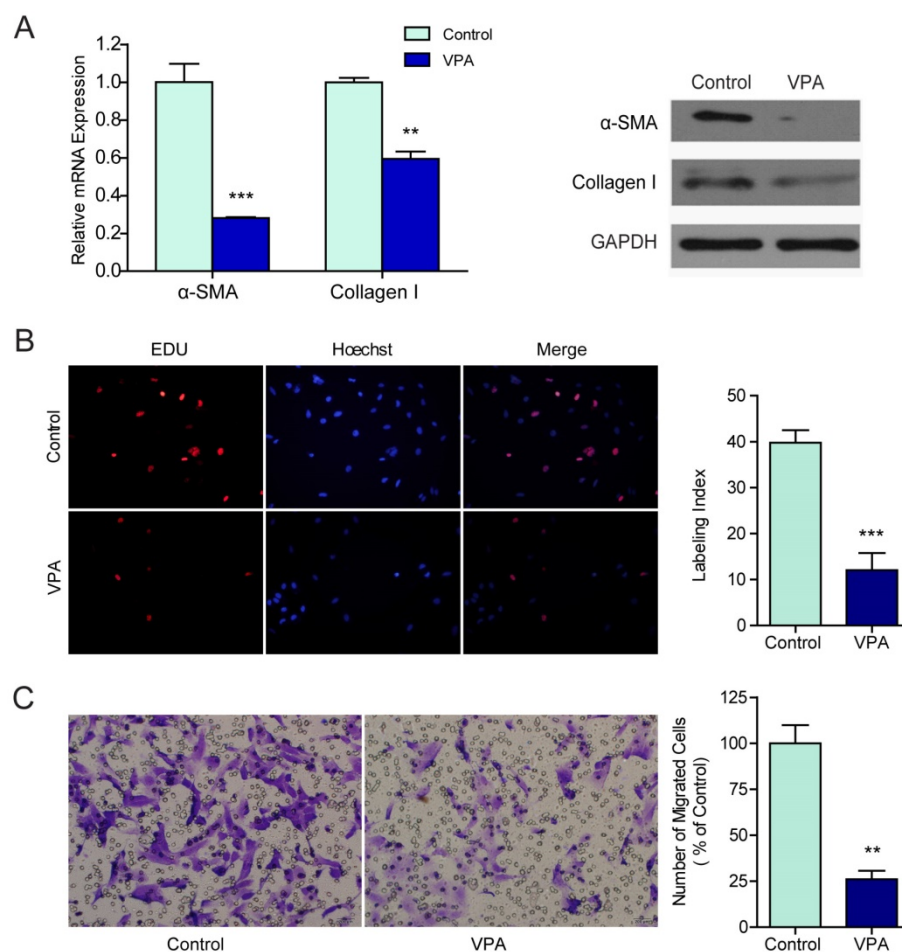 A
Relative mRNA Expression
1.2
1.0
0.8
0.6
0.4
0.2
0.0
Control
VPA
***
**
α-SMA
Collagen I
Control
VPA
α-SMA
Collagen I
GAPDH
B
EDU
Hœchst
Merge
Control
VPA
Labeling Index
50
40
30
20
10
0
***
Control
VPA
C
Control
VPA
Number of Migrated Cells
( % of Control)
125
100
75
50
25
0
**
Control
VPA